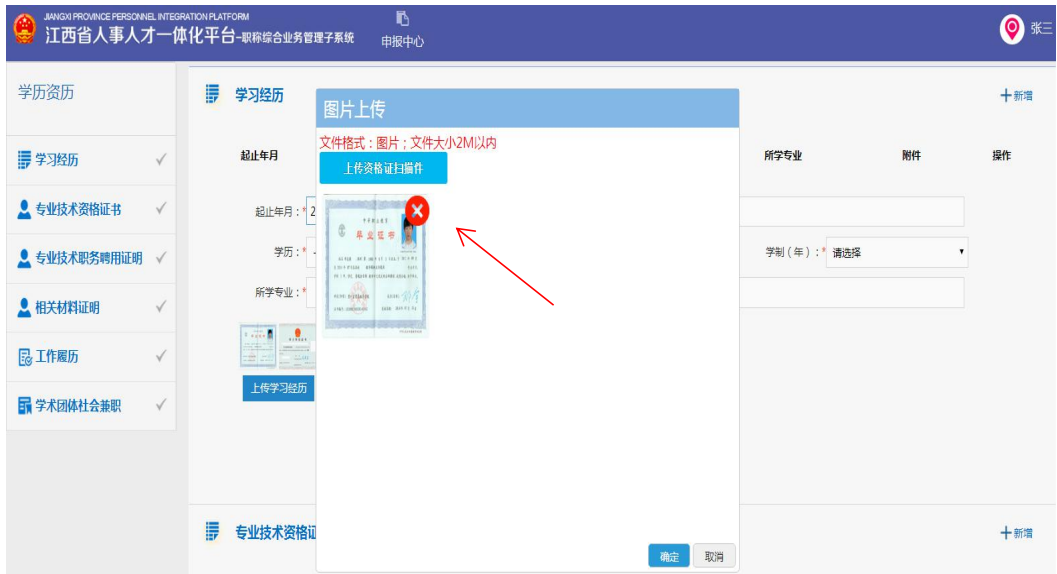 JIANGXI PROVINCE PERSONNEL INTEGRATION PLATFORM
江西省人事人才一体化平台-职称综合业务管理子系统
申报中心
张三
学历资历
学习经历
专业技术资格证书
专业技术职务聘用证明
相关材料证明
工作履历
学术团体社会兼职
学习经历
+新增
起止年月
所学专业
附件
操作
起止年月：* 2
学历：* -
学制（年）：* 请选择
所学专业：*
上传学习经历
图片上传
文件格式：图片；文件大小2M以内
上传资格证扫描件
毕业证书
确定
取消
专业技术资格证
+新增